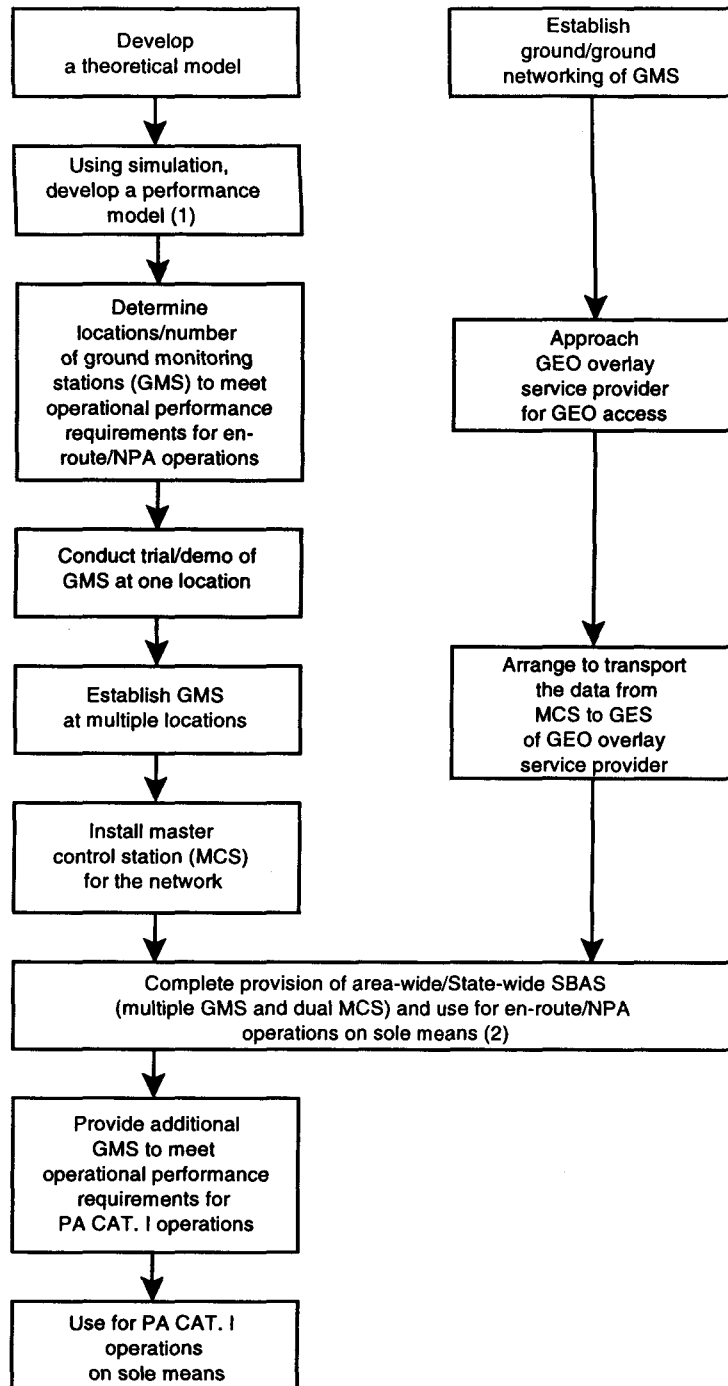 Develop
a theoretical model
Using simulation,
develop a performance
model (1)
Determine
locations/number
of ground monitoring
stations (GMS) to meet
operational performance
requirements for en-
route/NPA operations
Conduct trial/demo of
GMS at one location
Establish GMS
at multiple locations
Install master
control station (MCS)
for the network
Establish
ground/ground
networking of GMS
Approach
GEO overlay
service provider
for GEO access
Arrange to transport
the data from
MCS to GES
of GEO overlay
service provider
Complete provision of area-wide/State-wide SBAS
(multiple GMS and dual MCS) and use for en-route/NPA
operations on sole means (2)
Provide additional
GMS to meet
operational performance
requirements for
PA CAT. I operations
Use for PA CAT. I
operations
on sole means